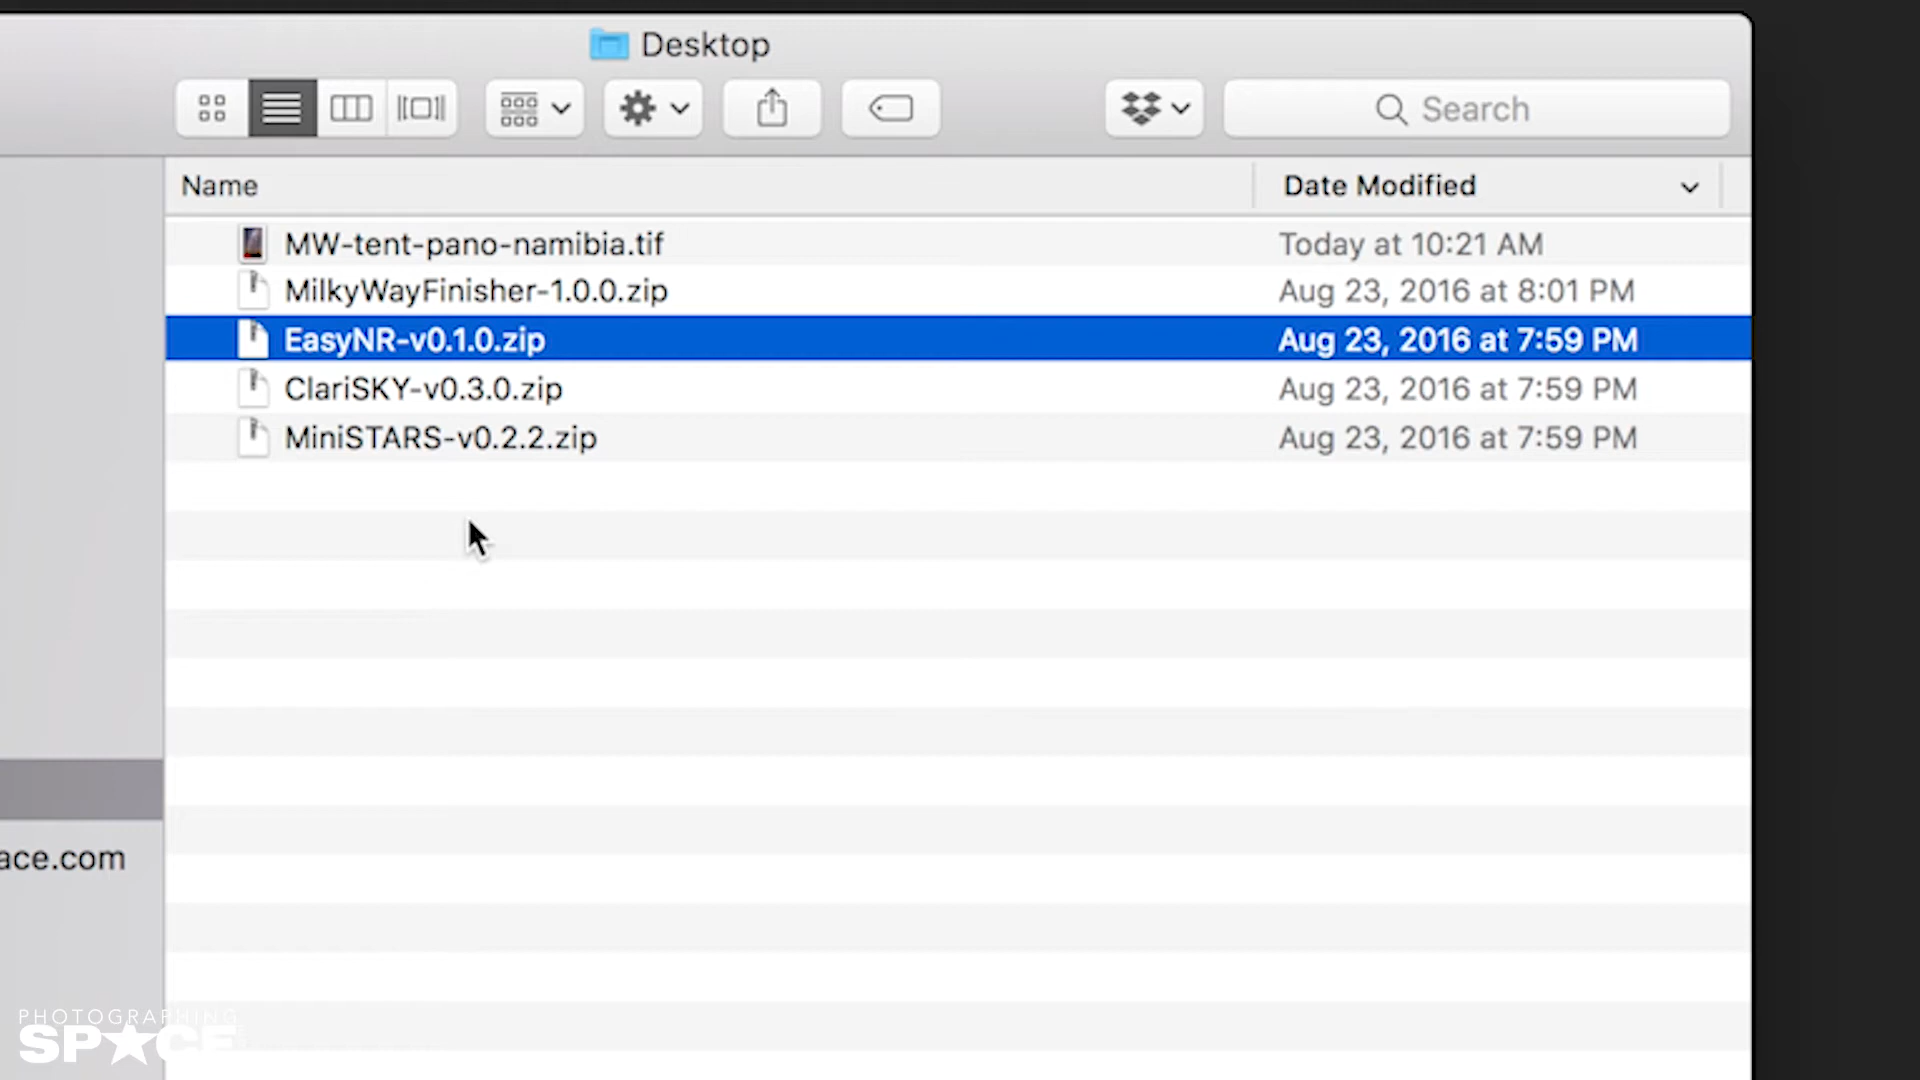 Desktop
Search
Name
Date Modified
MW-tent-pano-namibia.tif
Today at 10:21 AM
MilkyWayFinisher-1.0.0.zip
Aug 23, 2016 at 8:01 PM
EasyNR-v0.1.0.zip
Aug 23, 2016 at 7:59 PM
ClariSKY-v0.3.0.zip
Aug 23, 2016 at 7:59 PM
MiniSTARS-v0.2.2.zip
Aug 23, 2016 at 7:59 PM
ace.com
PHOTOGRAPHING
SP★CE